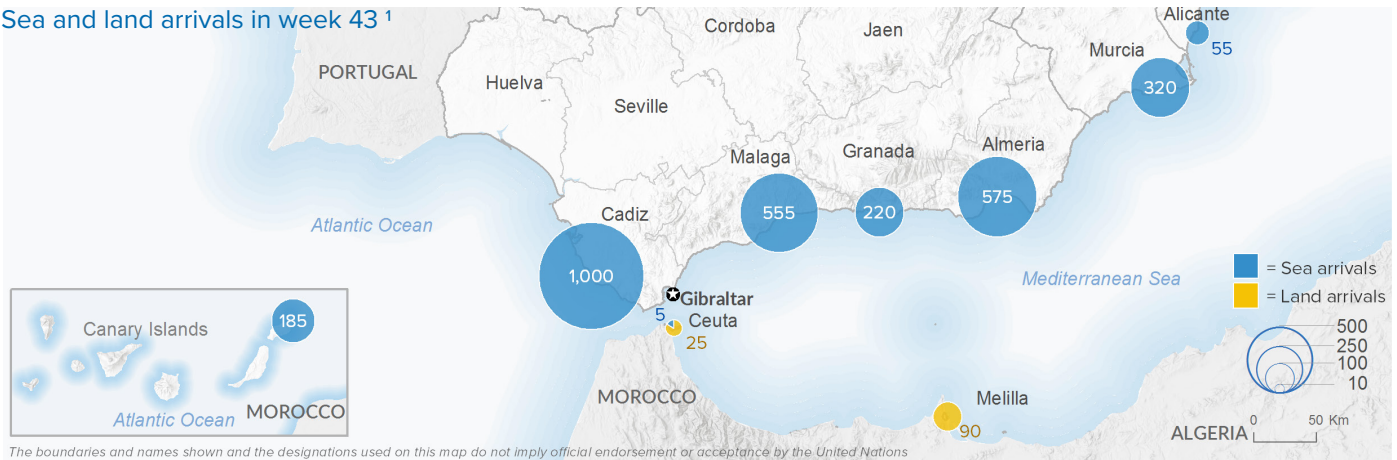 Sea and land arrivals in week 43 ¹
Alicante
55
Cordoba
Jaen
Murcia
PORTUGAL
Huelva
320
Seville
Granada
Almeria
Malaga
575
555
220
Cadiz
Atlantic Ocean
1,000
Mediterranean Sea
= Sea arrivals
Gibraltar
= Land arrivals
5
Ceuta
25
185
Canary Islands
500
250
100
10
MOROCCO
Melilla
MOROCCO
Atlantic Ocean
90
0 50 Km
ALGERIA
The boundaries and names shown and the designations used on this map do not imply official endorsement or acceptance by the United Nations